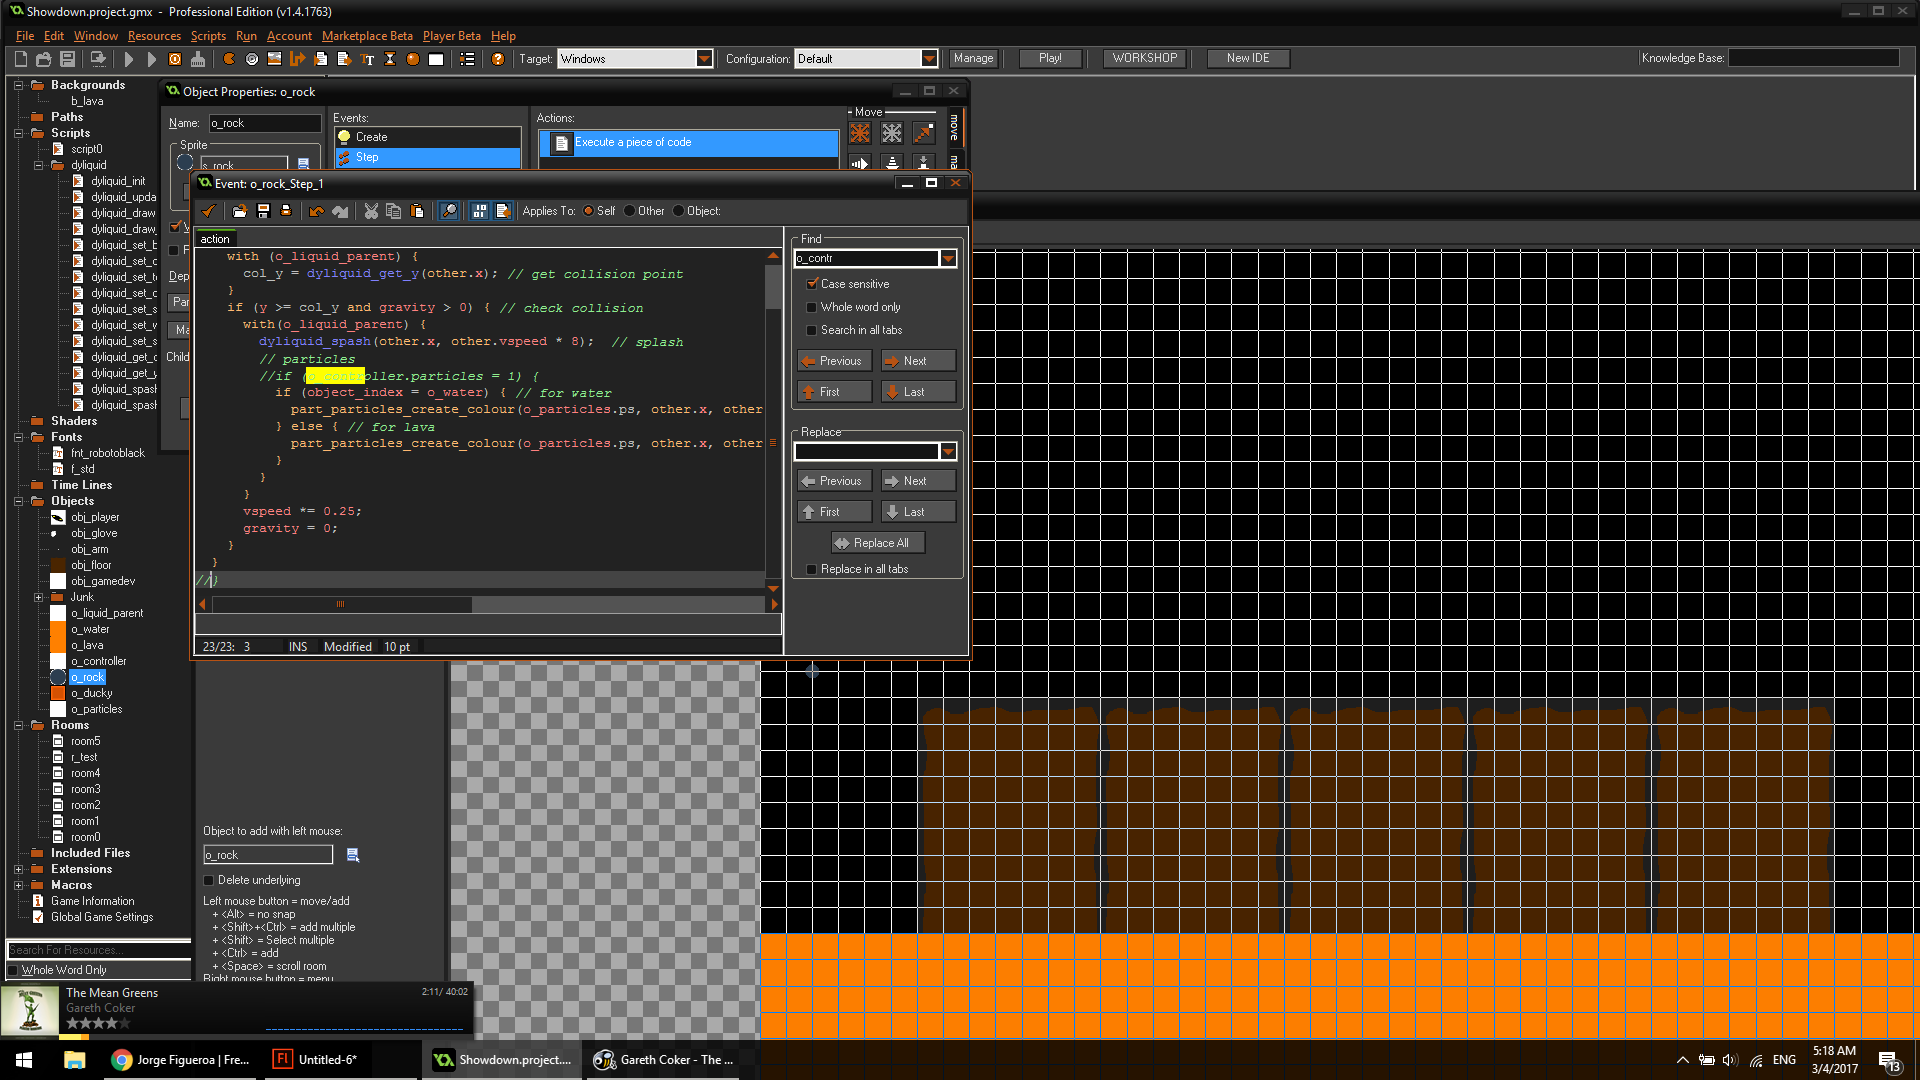 Showdown.project.gmx - Professional Edition (v1.4.1763)
File Edit Window Resources Scripts Run Account Marketplace Beta Player Beta Help
Target: Windows Configuration: Default Manage Play! WORKSHOP New IDE Knowledge Base:
Backgrounds
b_lava
Paths
Scripts
script0
dyliquid
dyliquid_init
dyliquid_upda
dyliquid_draw
dyliquid_draw_
dyliquid_set_b
dyliquid_set_c
dyliquid_set_te
dyliquid_set_c
dyliquid_set_s
dyliquid_set_w
dyliquid_set_s
dyliquid_get_c
dyliquid_get_y
dyliquid_spash
dyliquid_spash
Shaders
Fonts
fnt_robotoblack
f_std
Time Lines
Objects
obj_player
obj_glove
obj_arm
obj_floor
obj_gamedev
Junk
o_liquid_parent
o_water
o_lava
o_controller
o_rock
o_ducky
o_particles
Rooms
room5
r_test
room4
room3
room2
room1
room0
Included Files
Extensions
Macros
Game Information
Global Game Settings
Search For Resources...
Whole Word Only
Object Properties: o_rock
Name: o_rock
Sprite
s_rock
Dep
Par
Ma
Child
Events:
Create
Step
Actions:
Execute a piece of code
Move
move
Event: o_rock_Step_1
Applies To: Self Other Object:
action
with (o_liquid_parent) {
col_y = dyliquid_get_y(other.x); // get collision point
}
if (y >= col_y and gravity > 0) { // check collision
with(o_liquid_parent) {
dyliquid_spash(other.x, other.vspeed * 8); // splash
// particles
//if (o_controller.particles = 1) {
if (object_index = o_water) { // for water
part_particles_create_colour(o_particles.ps, other.x, other
} else { // for lava
part_particles_create_colour(o_particles.ps, other.x, other
}
}
}
vspeed *= 0.25;
gravity = 0;
}
}
//}
23/23: 3 INS Modified 10 pt
Find
o_contr
Case sensitive
Whole word only
Search in all tabs
Previous Next
First Last
Replace
Previous Next
First Last
Replace All
Replace in all tabs
Object to add with left mouse:
o_rock
Delete underlying
Left mouse button = move/add
+ <Alt> = no snap
+ <Shift>+<Ctrl> = add multiple
+ <Shift> = Select multiple
+ <Ctrl> = add
+ <Space> = scroll room
Right mouse button = menu
The Mean Greens 2:11/ 40:02
Gareth Coker
Jorge Figueroa | Fre... Untitled-6* Showdown.project.... Gareth Coker - The ...
ENG
5:18 AM
3/4/2017
13